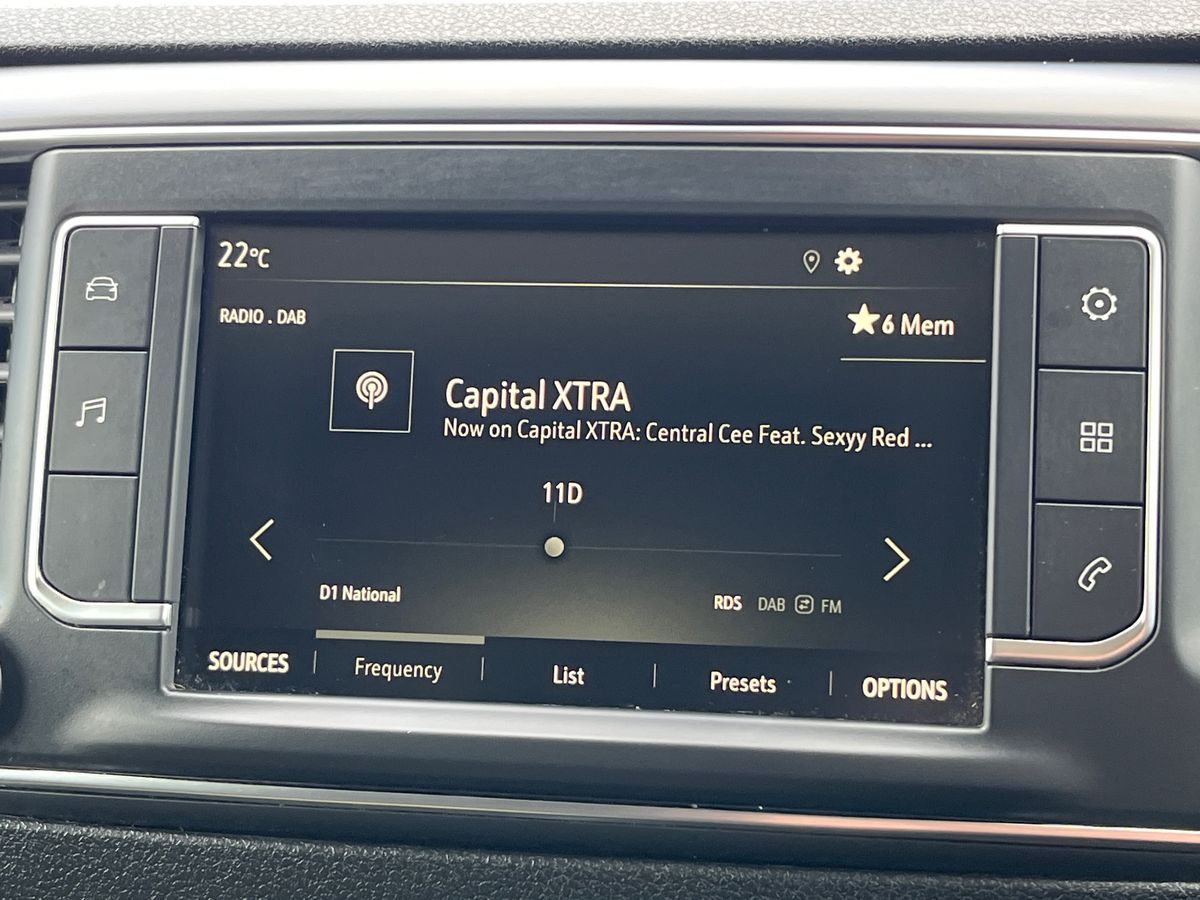 22°C
RADIO . DAB
6 Mem
Capital XTRA
Now on Capital XTRA: Central Cee Feat. Sexyy Red ...
11D
D1 National
RDS DAB FM
SOURCES Frequency List Presets OPTIONS